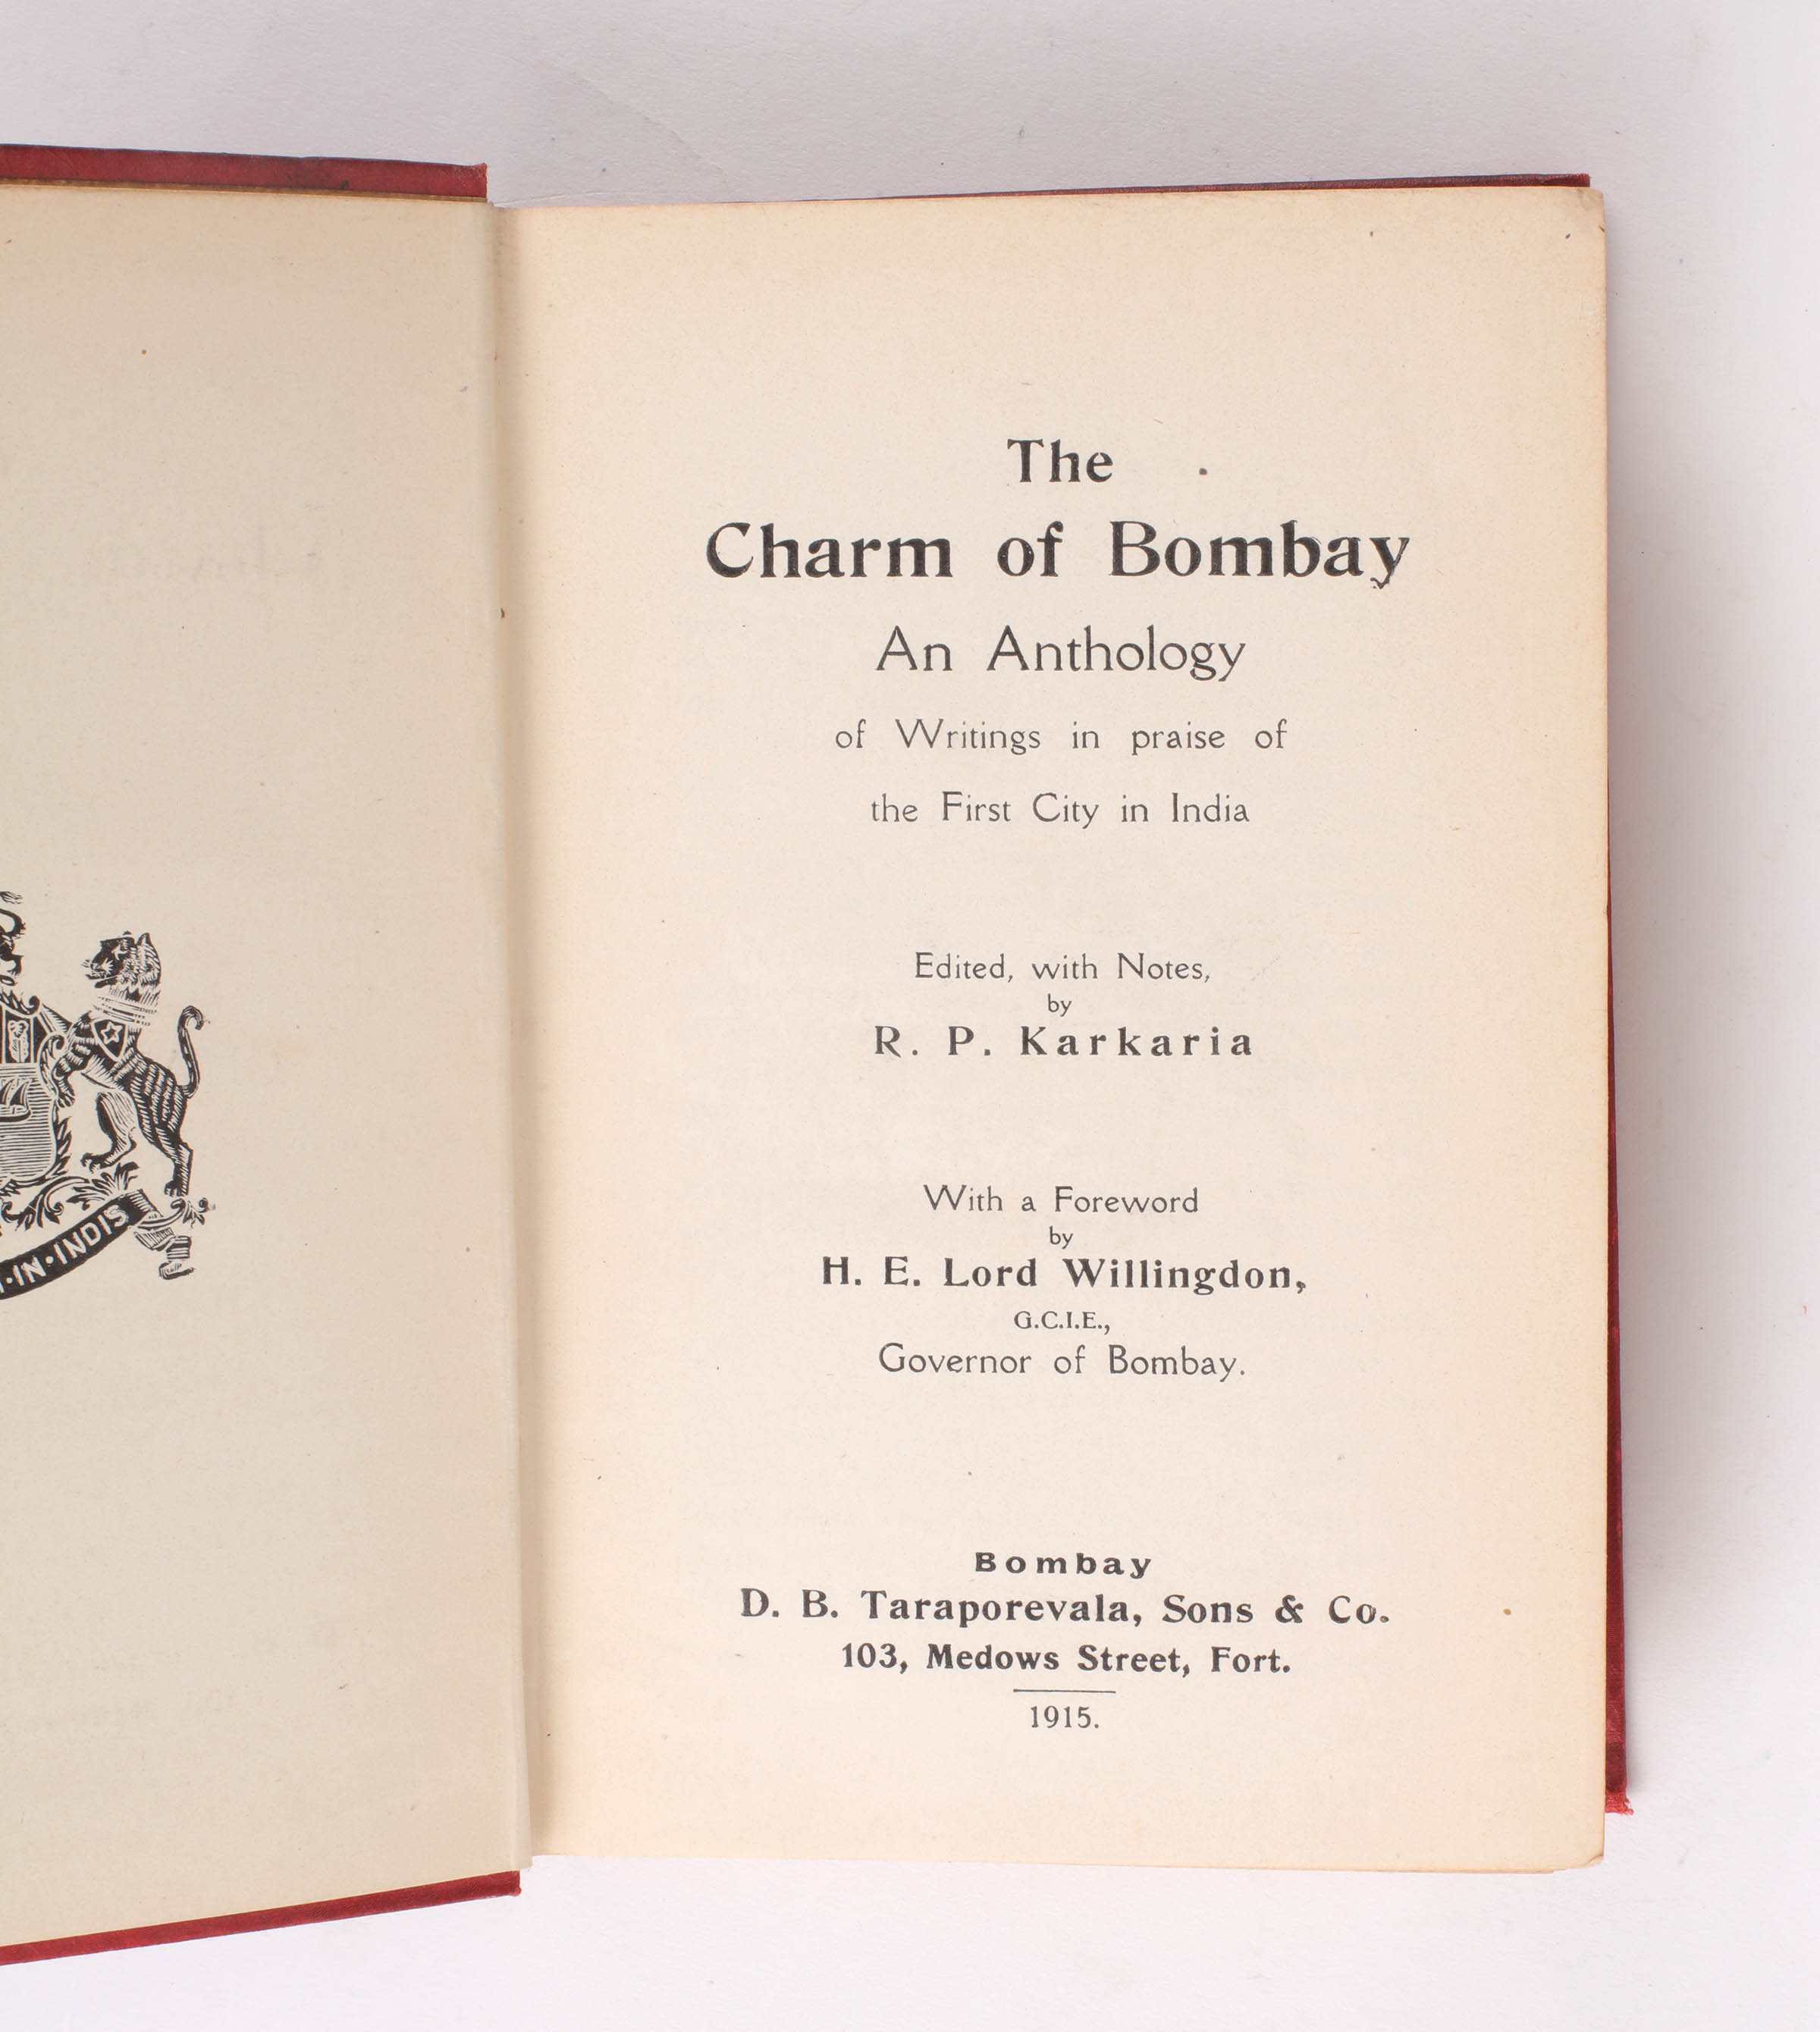 ·IN·INDIS
The
Charm of Bombay
An Anthology
of Writings in praise of
the First City in India
Edited, with Notes,
by
R. P. Karkaria
With a Foreword
by
H. E. Lord Willingdon,
G.C.I.E.,
Governor of Bombay.
Bombay
D. B. Taraporevala, Sons & Co.
103, Medows Street, Fort.
1915.